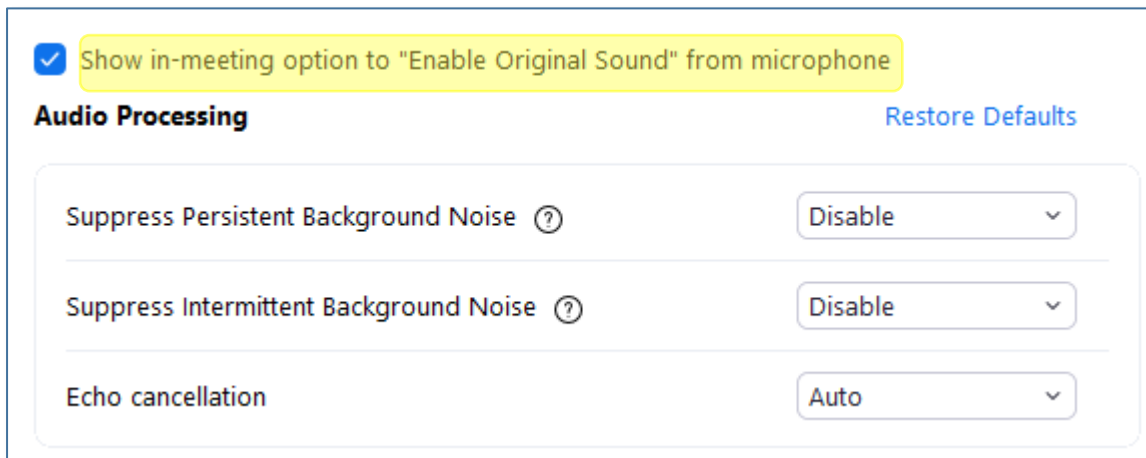 Show in-meeting option to "Enable Original Sound" from microphone
Audio Processing
Restore Defaults
Suppress Persistent Background Noise ?
Disable
Suppress Intermittent Background Noise ?
Disable
Echo cancellation
Auto